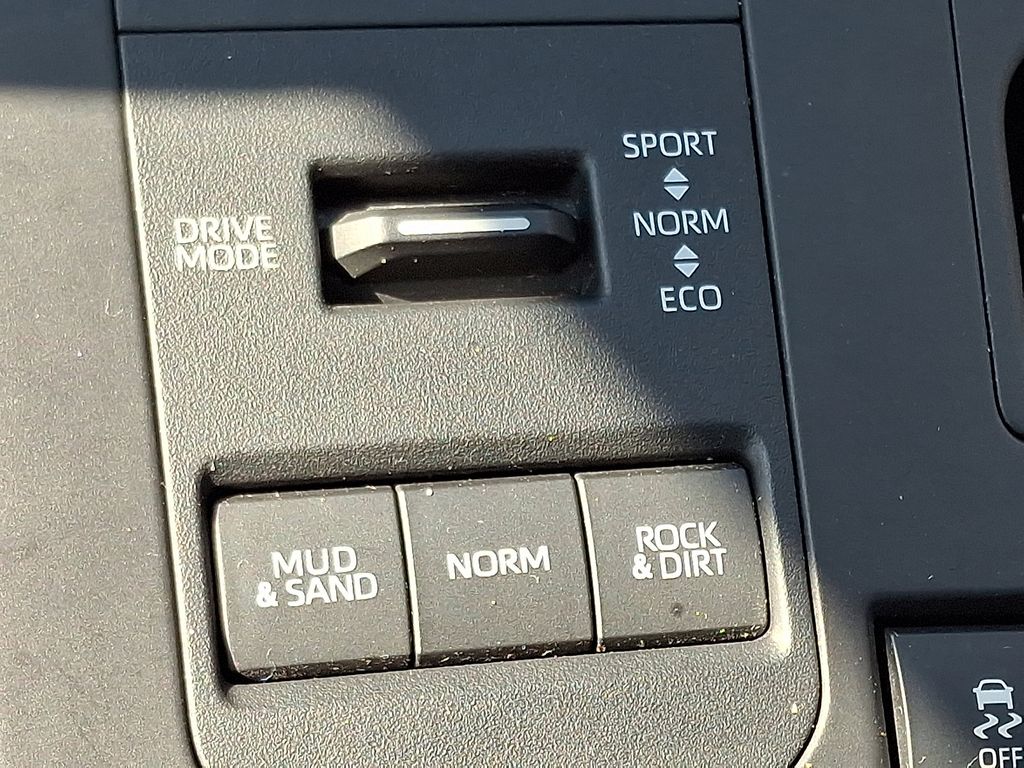 SPORT
NORM
ECO
DRIVE
MODE
MUD
& SAND
NORM
ROCK
& DIRT
OFF